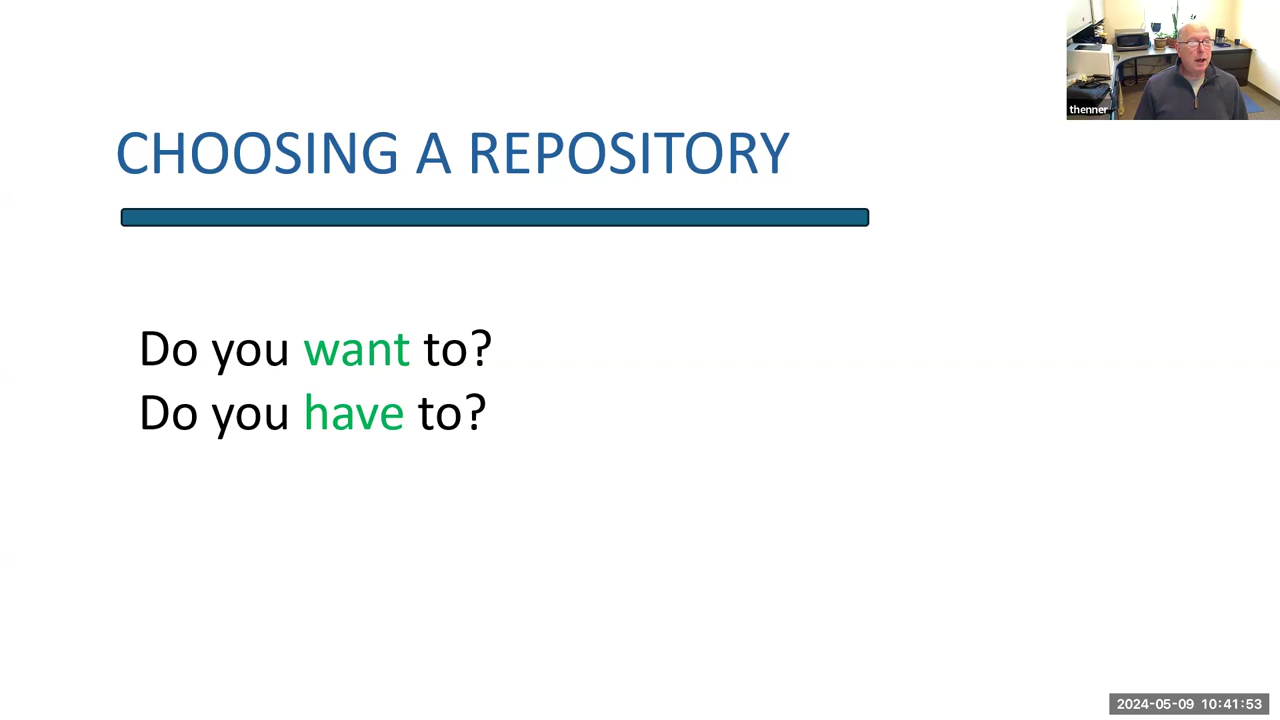 thenner
CHOOSING A REPOSITORY
Do you want to?
Do you have to?
2024-05-09 10:41:53